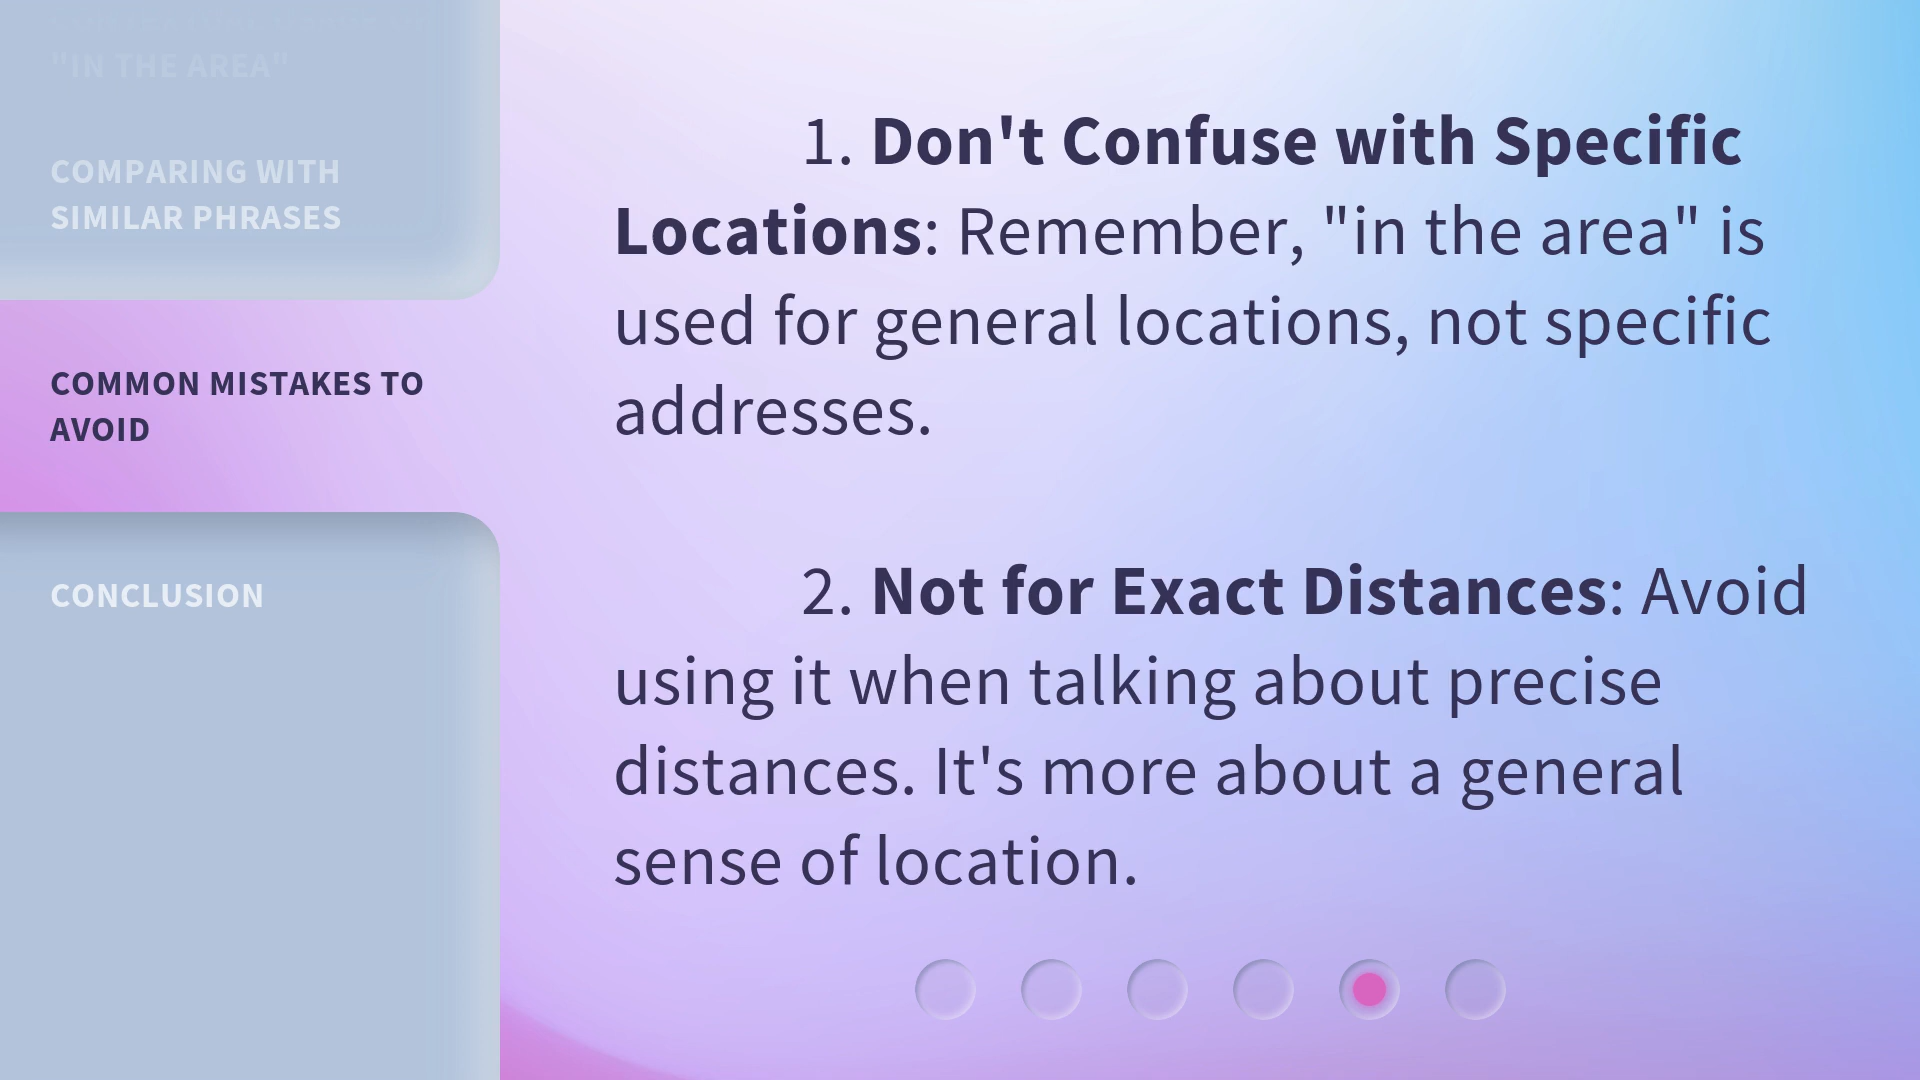 "IN THE AREA"
COMPARING WITH
SIMILAR PHRASES
COMMON MISTAKES TO
AVOID
CONCLUSION
1. Don't Confuse with Specific
Locations: Remember, "in the area" is
used for general locations, not specific
addresses.
2. Not for Exact Distances: Avoid
using it when talking about precise
distances. It's more about a general
sense of location.